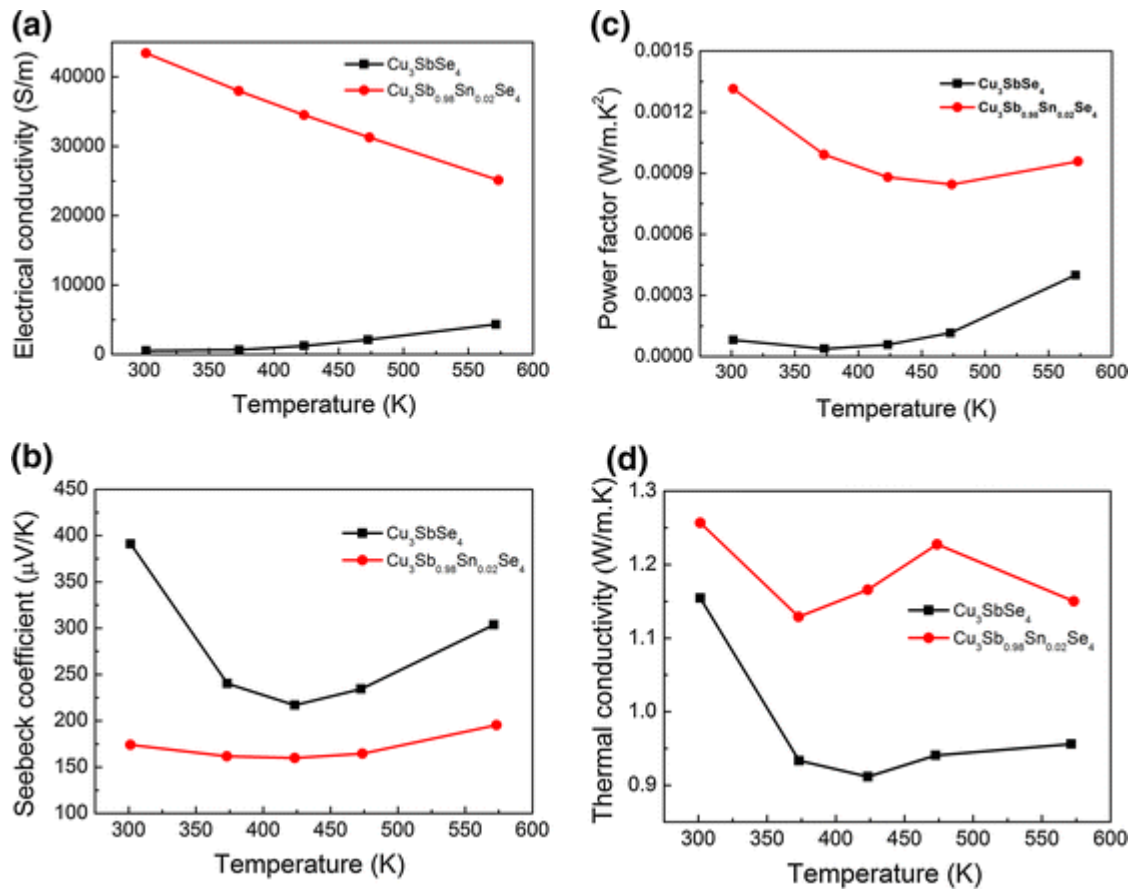 (a)
Electrical conductivity (S/m)
40000
30000
20000
10000
0
Cu₃SbSe₄
Cu₃Sb₀.₉₈Sn₀.₀₂Se₄
300 350 400 450 500 550 600
Temperature (K)
(c)
Power factor (W/m.K²)
0.0015
0.0012
0.0009
0.0006
0.0003
0.0000
Cu₃SbSe₄
Cu₃Sb₀.₉₈Sn₀.₀₂Se₄
300 350 400 450 500 550 600
Temperature (K)
(b)
Seebeck coefficient (μV/K)
450
400
350
300
250
200
150
100
Cu₃SbSe₄
Cu₃Sb₀.₉₈Sn₀.₀₂Se₄
300 350 400 450 500 550 600
Temperature (K)
(d)
Thermal conductivity (W/m.K)
1.3
1.2
1.1
1.0
0.9
Cu₃SbSe₄
Cu₃Sb₀.₉₈Sn₀.₀₂Se₄
300 350 400 450 500 550 600
Temperature (K)